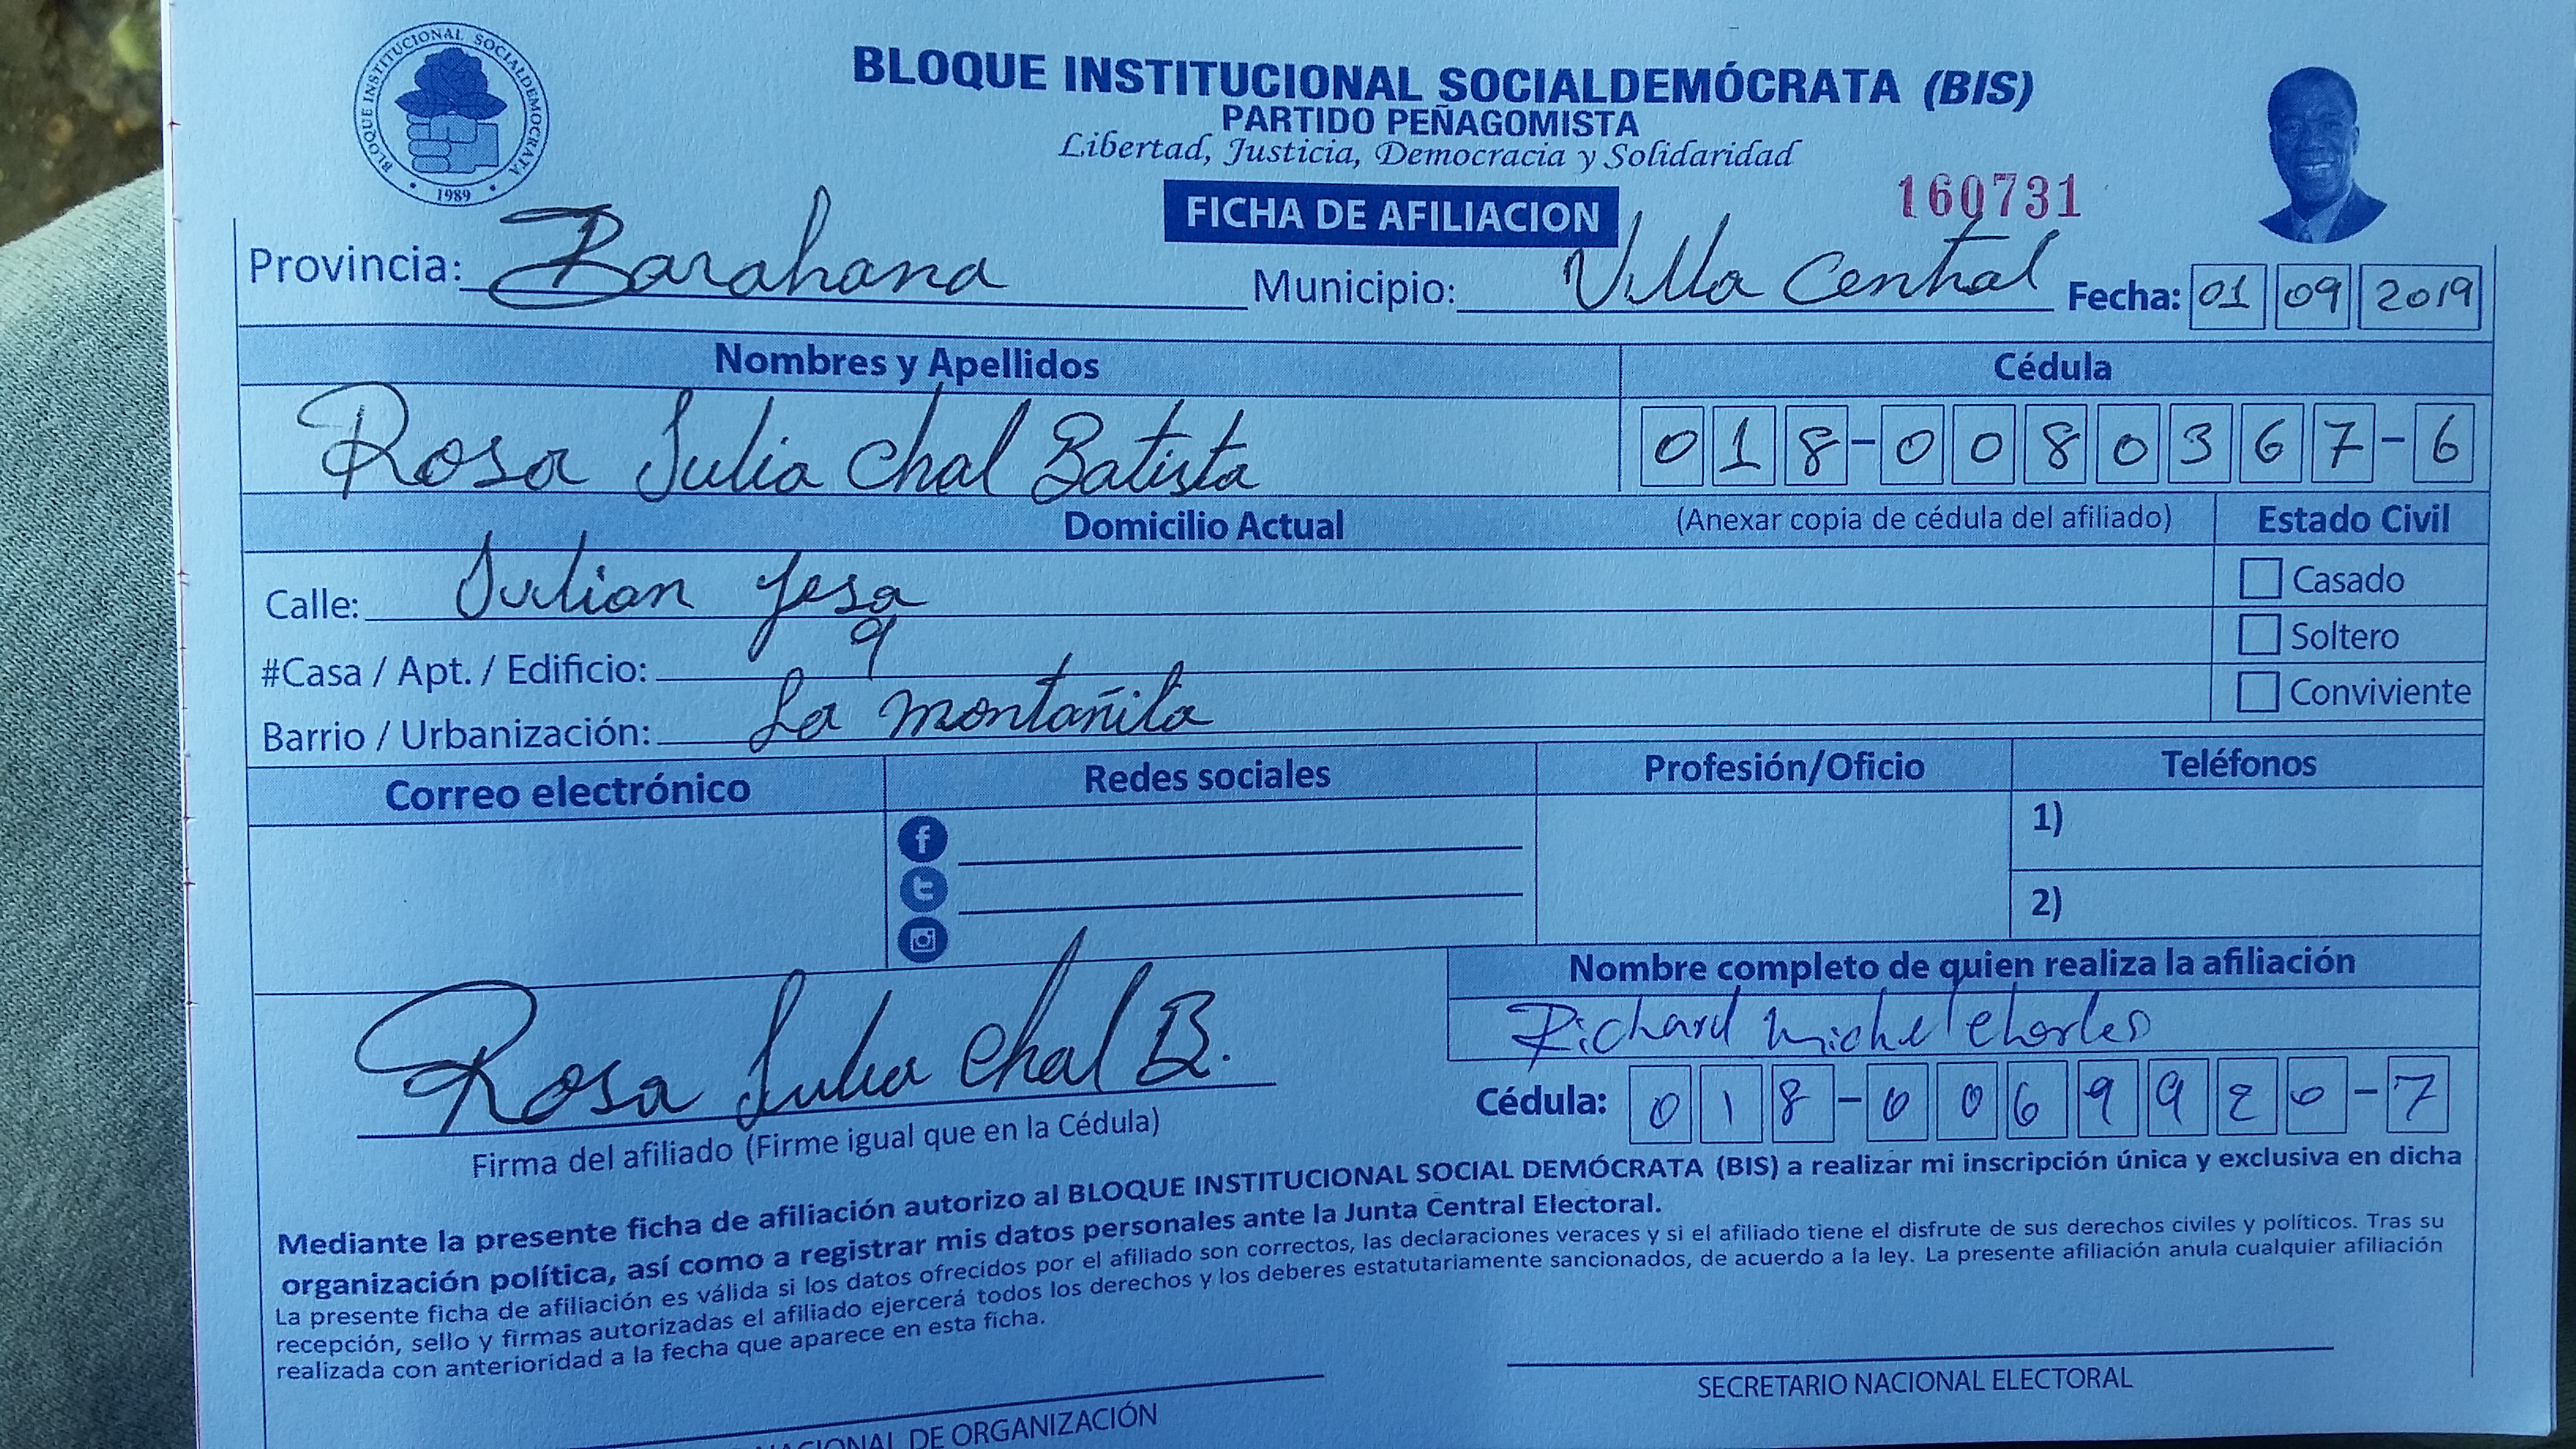 BLOQUE INSTITUCIONAL SOCIALDEMOCRATA
1989
BLOQUE INSTITUCIONAL SOCIALDEMÓCRATA (BIS)
PARTIDO PEÑAGOMISTA
Libertad, Justicia, Democracia y Solidaridad
FICHA DE AFILIACION
160731
Provincia: Barahona Municipio: Villa Central Fecha: 01 09 2019
Nombres y Apellidos Cédula
Rosa Julia Chal Batista 018-0080367-6
Domicilio Actual (Anexar copia de cédula del afiliado) Estado Civil
Calle: Julian Yesa Casado
#Casa / Apt. / Edificio: 9 Soltero
Barrio / Urbanización: La montañita Conviviente
Correo electrónico Redes sociales Profesión/Oficio Teléfonos
1)
2)
Nombre completo de quien realiza la afiliación
Richard Michel Charles
Rosa Julia Chal B.
Cédula: 018-0069920-7
Firma del afiliado (Firme igual que en la Cédula)
Mediante la presente ficha de afiliación autorizo al BLOQUE INSTITUCIONAL SOCIAL DEMÓCRATA (BIS) a realizar mi inscripción única y exclusiva en dicha
organización política, así como a registrar mis datos personales ante la Junta Central Electoral.
La presente ficha de afiliación es válida si los datos ofrecidos por el afiliado son correctos, las declaraciones veraces y si el afiliado tiene el disfrute de sus derechos civiles y políticos. Tras su
recepción, sello y firmas autorizadas el afiliado ejercerá todos los derechos y los deberes estatutariamente sancionados, de acuerdo a la ley. La presente afiliación anula cualquier afiliación
realizada con anterioridad a la fecha que aparece en esta ficha.
SECRETARIO NACIONAL ELECTORAL
DE ORGANIZACIÓN